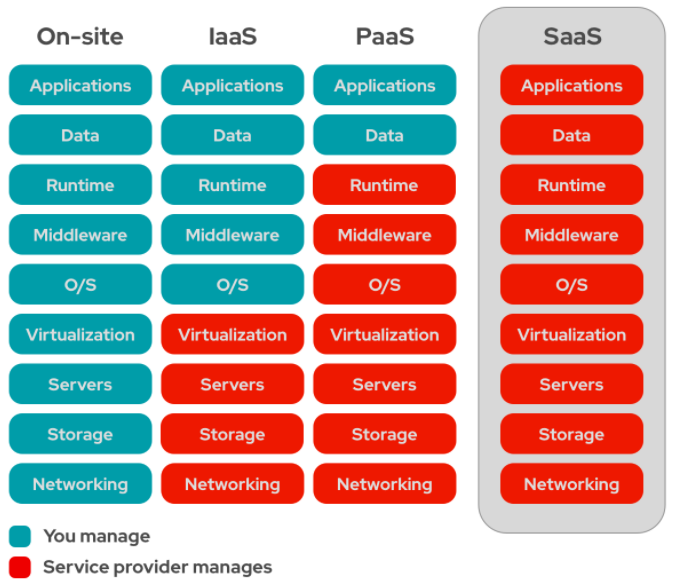 On-site IaaS PaaS SaaS
Applications Applications Applications Applications
Data Data Data Data
Runtime Runtime Runtime Runtime
Middleware Middleware Middleware Middleware
O/S O/S O/S O/S
Virtualization Virtualization Virtualization Virtualization
Servers Servers Servers Servers
Storage Storage Storage Storage
Networking Networking Networking Networking
You manage
Service provider manages